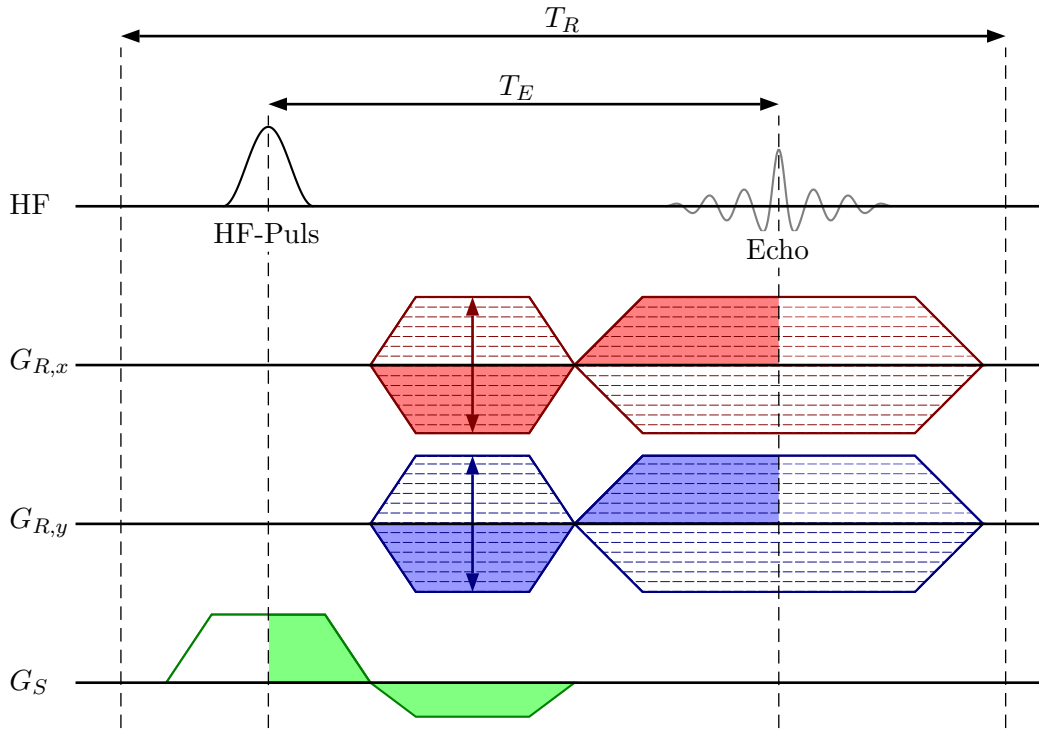 T_R
T_E
HF
HF-Puls
Echo
G_{R,x}
G_{R,y}
G_S